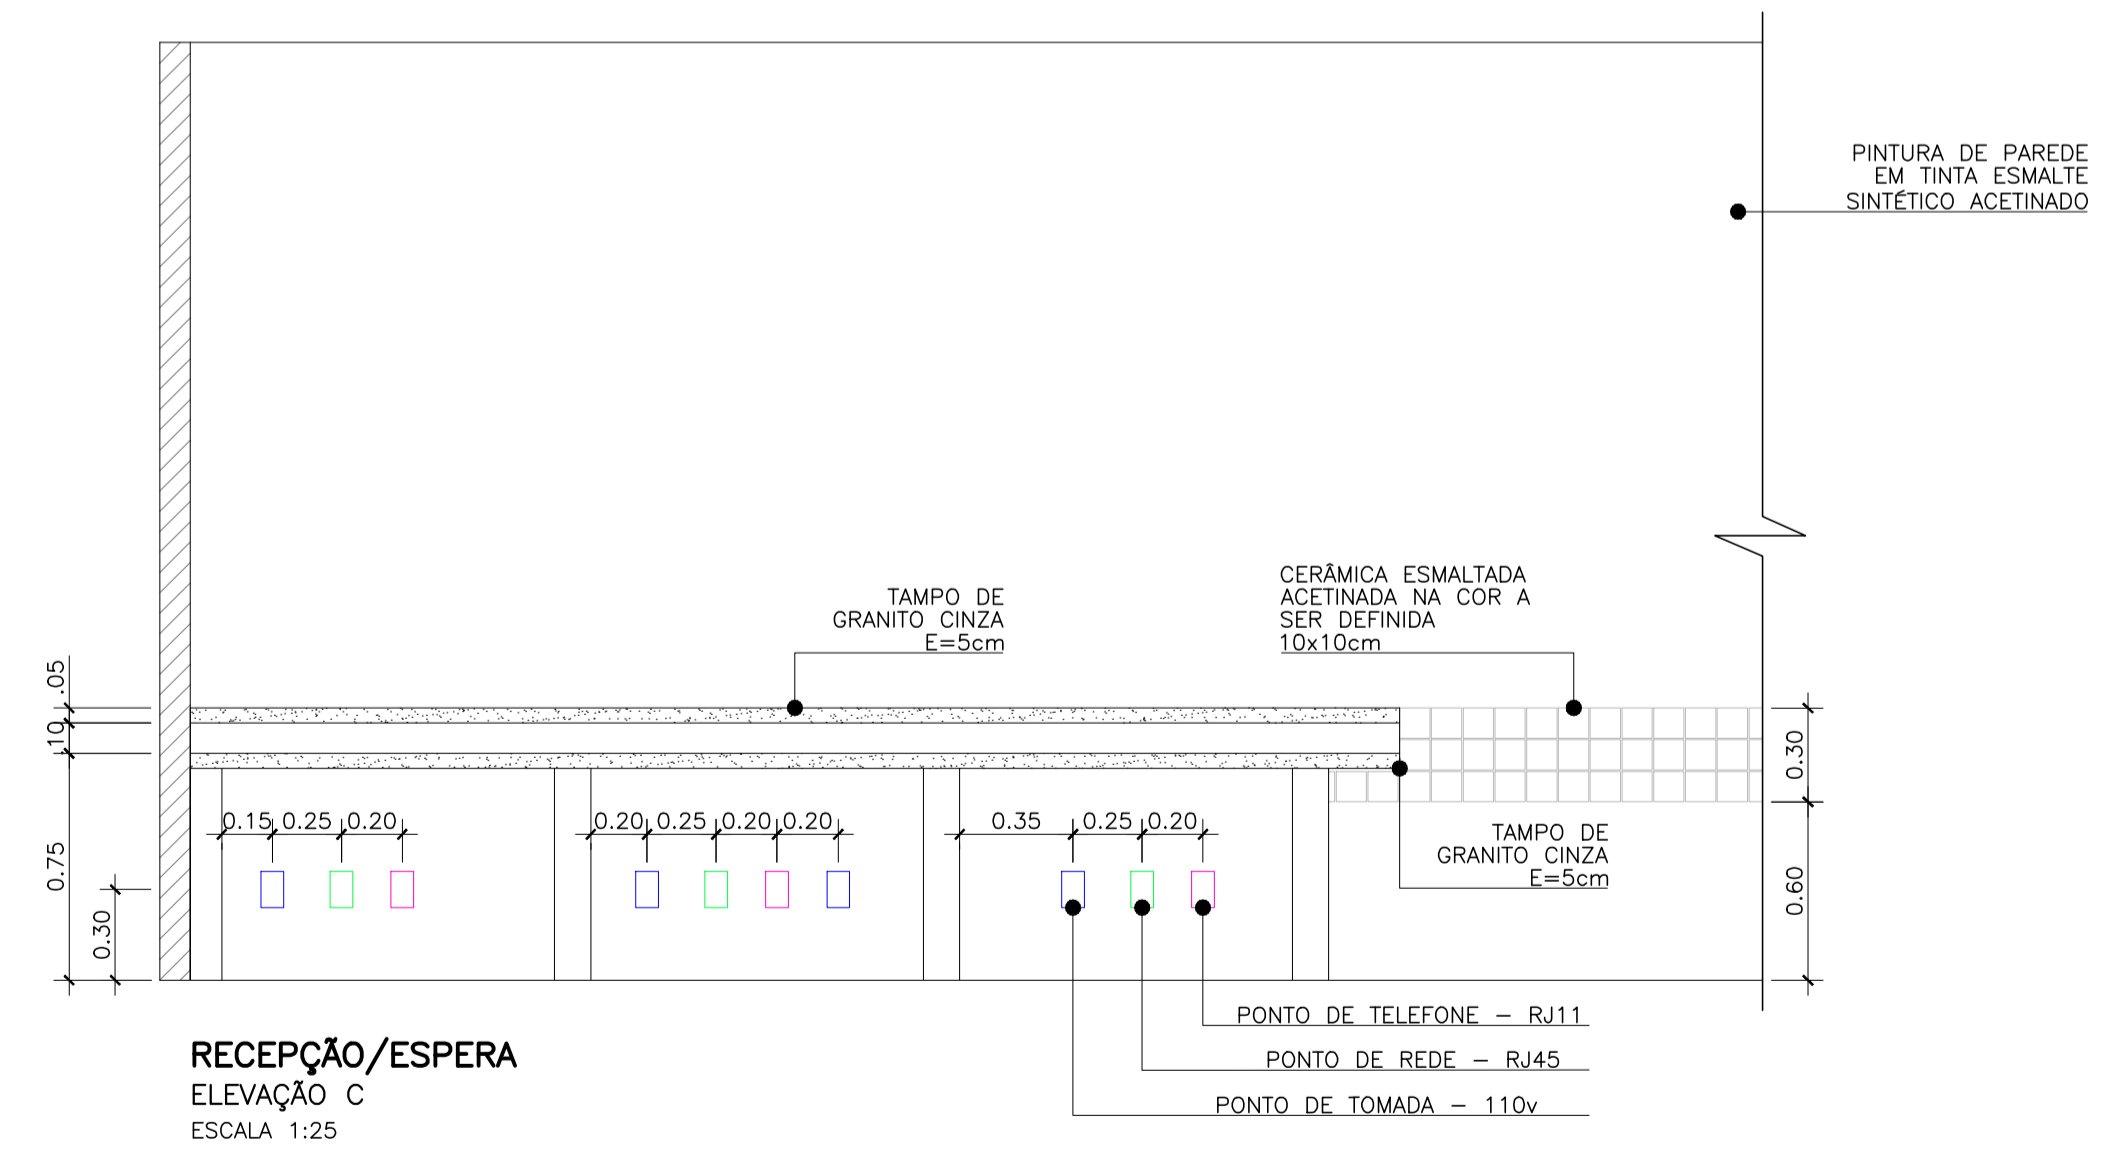 PINTURA DE PAREDE
EM TINTA ESMALTE
SINTÉTICO ACETINADO
TAMPO DE
GRANITO CINZA
E=5cm
CERÂMICA ESMALTADA
ACETINADA NA COR A
SER DEFINIDA
10x10cm
.05
.10
0.75
0.30
0.15 0.25 0.20
0.20 0.25 0.20 0.20
0.35 0.25 0.20
0.30
0.60
TAMPO DE
GRANITO CINZA
E=5cm
PONTO DE TELEFONE – RJ11
PONTO DE REDE – RJ45
PONTO DE TOMADA – 110v
RECEPÇÃO/ESPERA
ELEVAÇÃO C
ESCALA 1:25